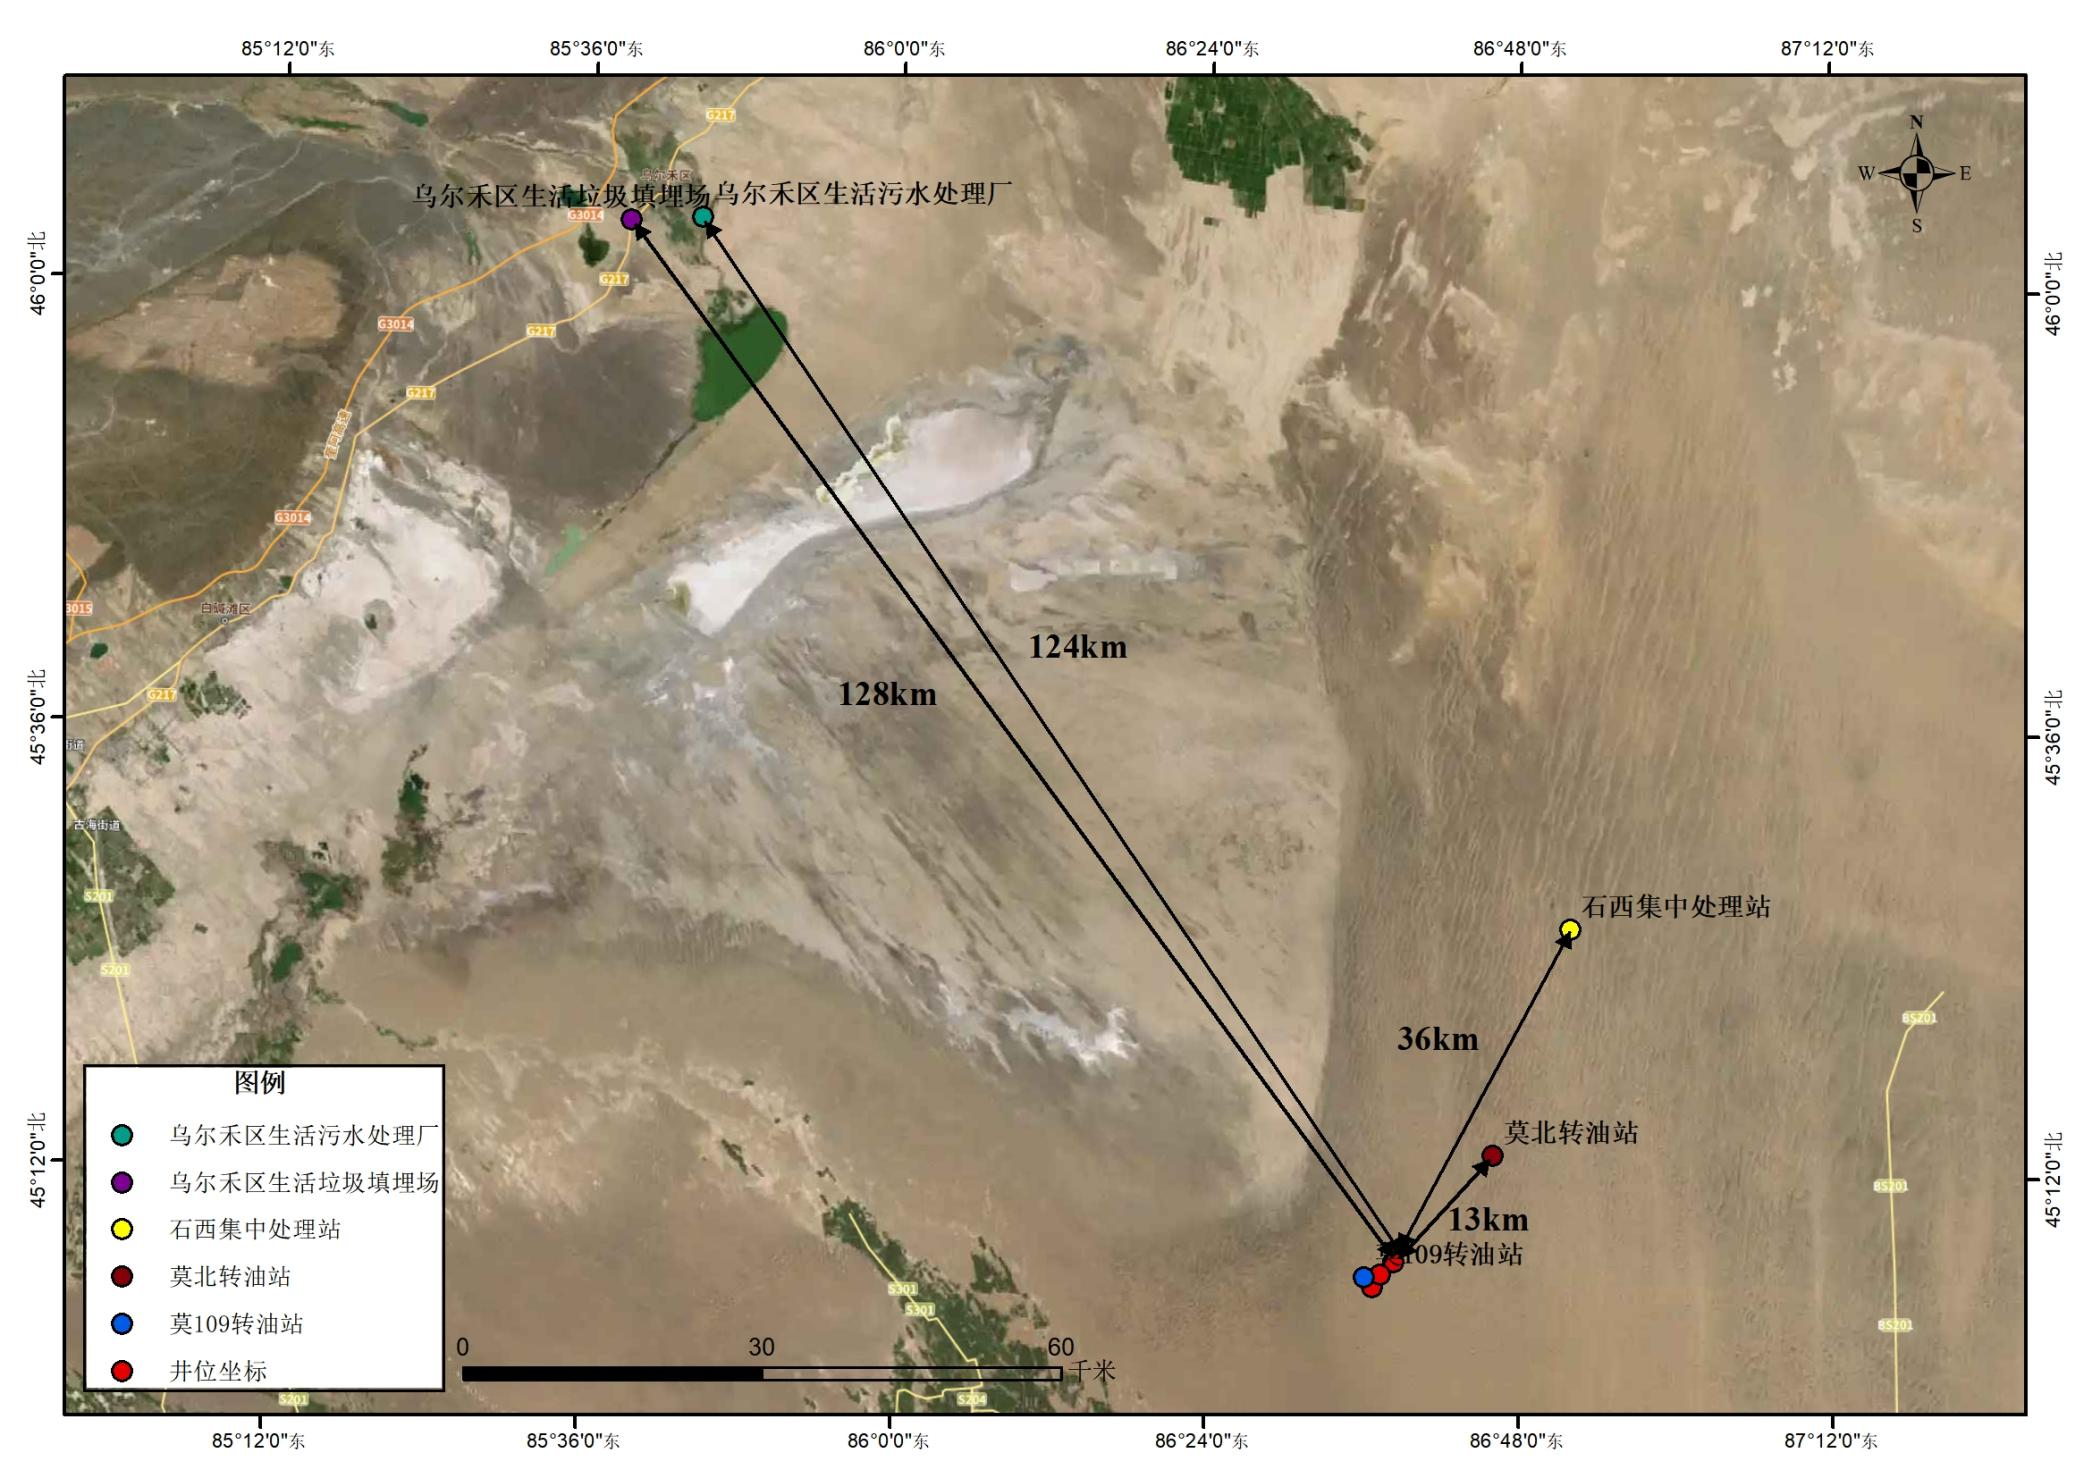 85°12'0"东
85°36'0"东
86°0'0"东
86°24'0"东
86°48'0"东
87°12'0"东
46°0'0"北
45°36'0"北
45°12'0"北
46°0'0"北
45°36'0"北
45°12'0"北
N
W
E
S
G217
乌尔禾区
乌尔禾区生活垃圾填埋场
乌尔禾区生活污水处理厂
G3014
G217
G3014
G217
G217
G3014
3015
白碱滩区
G217
街道
古海街道
S201
S201
124km
128km
石西集中处理站
36km
BS201
莫北转油站
BS201
13km
109转油站
S301
S301
BS201
S204
S201
图例
乌尔禾区生活污水处理厂
乌尔禾区生活垃圾填埋场
石西集中处理站
莫北转油站
莫109转油站
井位坐标
0
30
60
千米
85°12'0"东
85°36'0"东
86°0'0"东
86°24'0"东
86°48'0"东
87°12'0"东